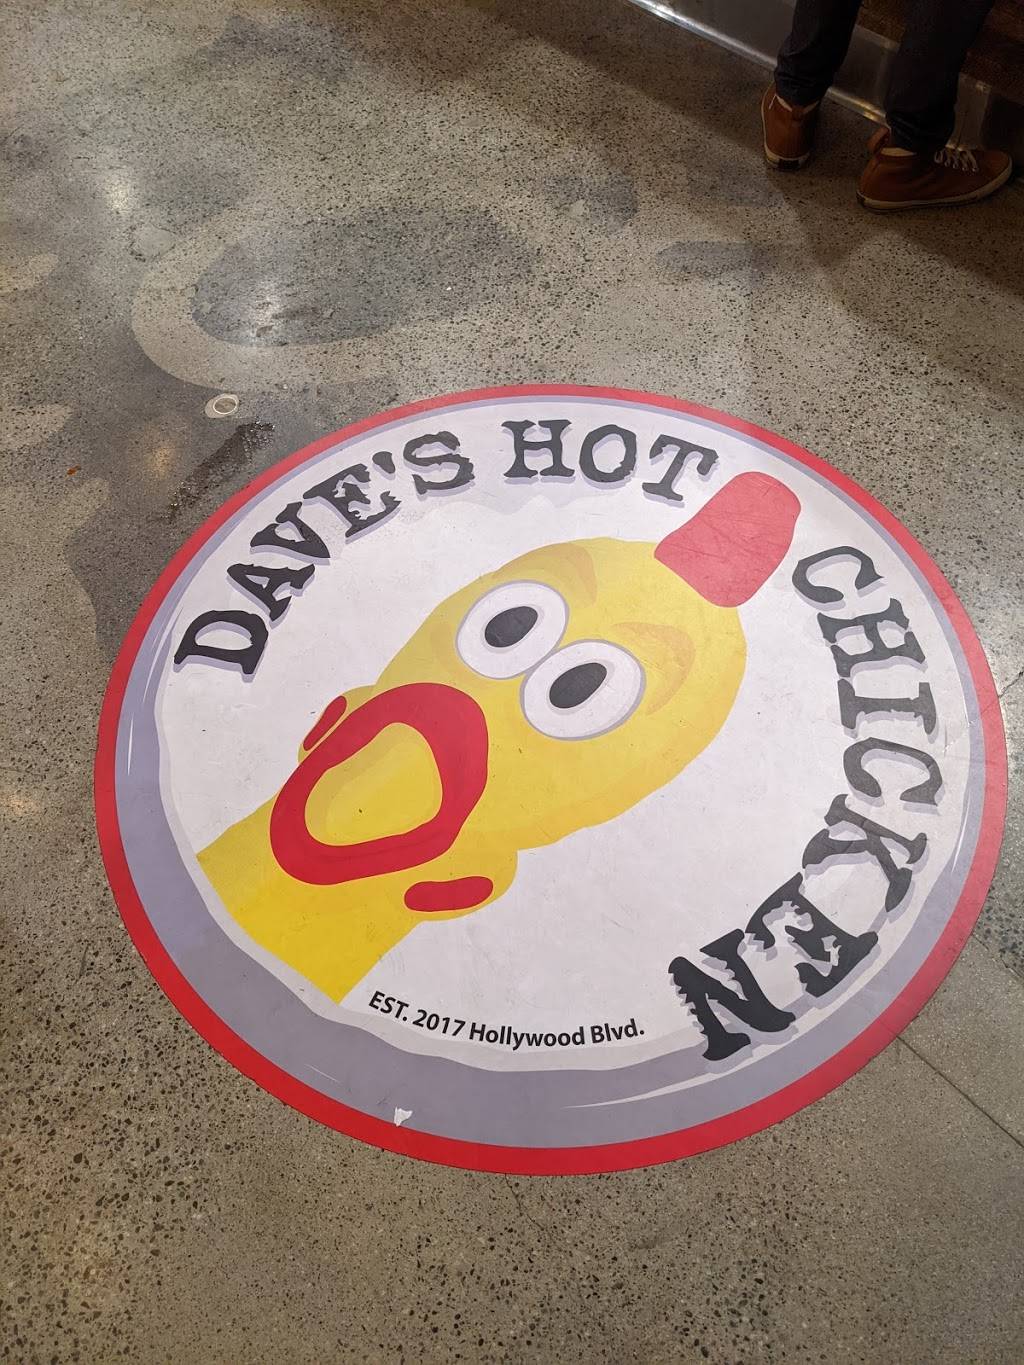 DAVE'S HOT CHICKEN
EST. 2017 Hollywood Blvd.